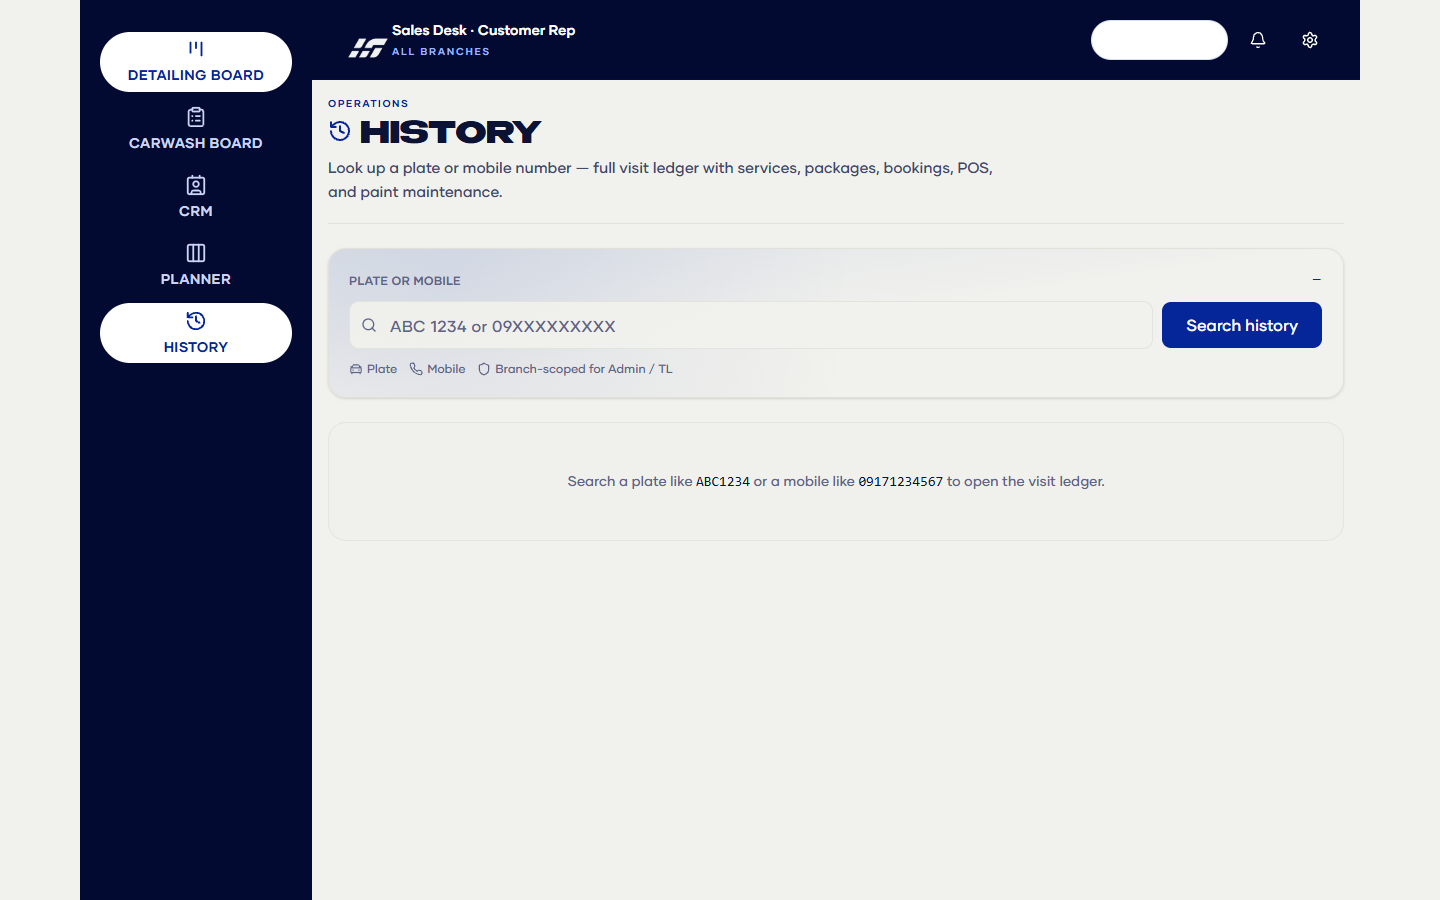 DETAILING BOARD
CARWASH BOARD
CRM
PLANNER
HISTORY
Sales Desk · Customer Rep
ALL BRANCHES
OPERATIONS
HISTORY
Look up a plate or mobile number — full visit ledger with services, packages, bookings, POS,
and paint maintenance.
PLATE OR MOBILE
–
ABC 1234 or 09XXXXXXXXX
Search history
Plate
Mobile
Branch-scoped for Admin / TL
Search a plate like ABC1234 or a mobile like 09171234567 to open the visit ledger.